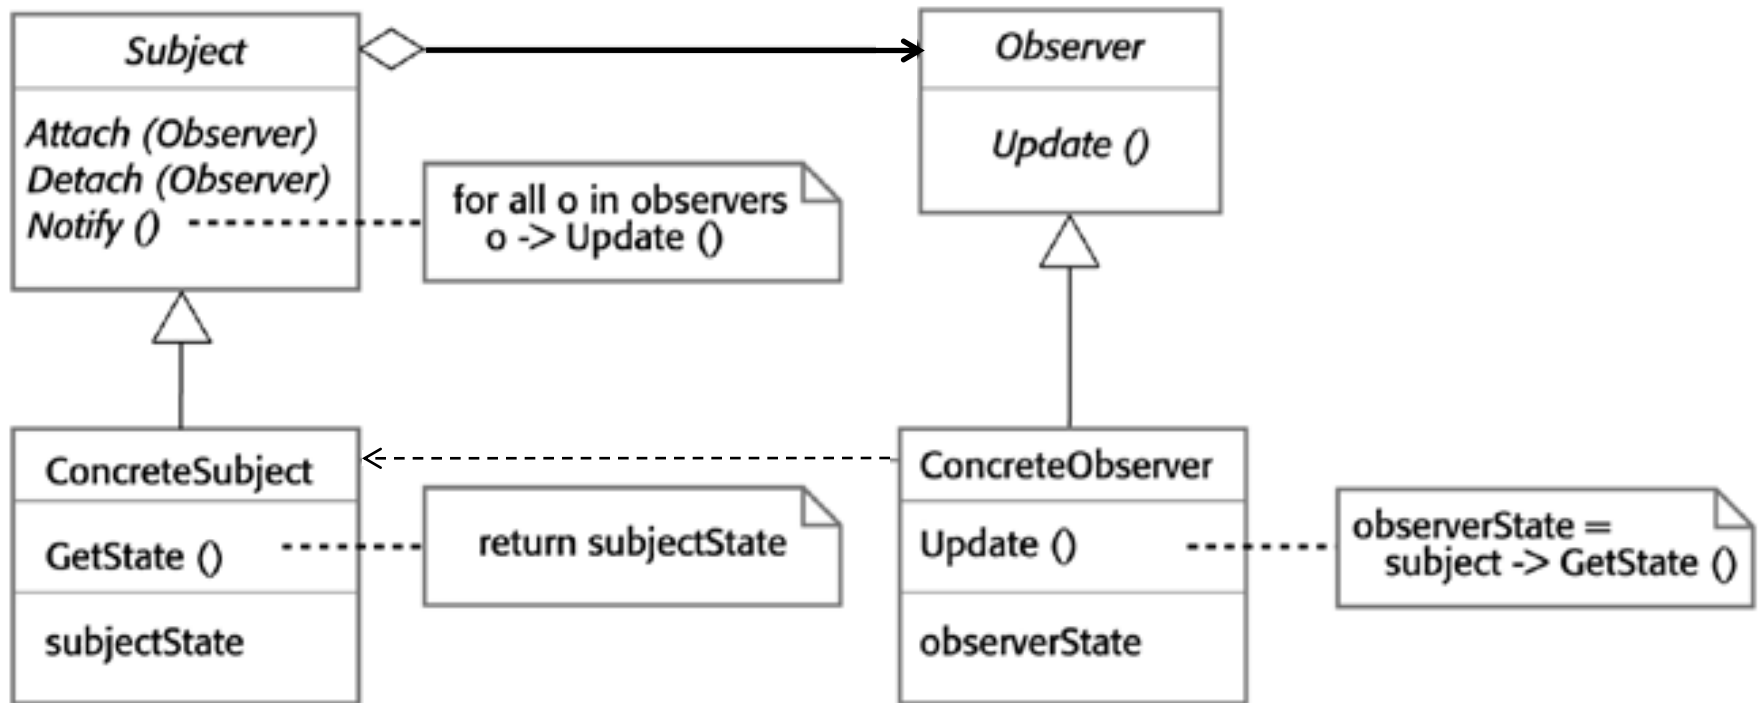 Subject
Attach (Observer)
Detach (Observer)
Notify ()
for all o in observers
o -> Update ()
Observer
Update ()
ConcreteSubject
GetState ()
subjectState
return subjectState
ConcreteObserver
Update ()
observerState
observerState =
subject -> GetState ()